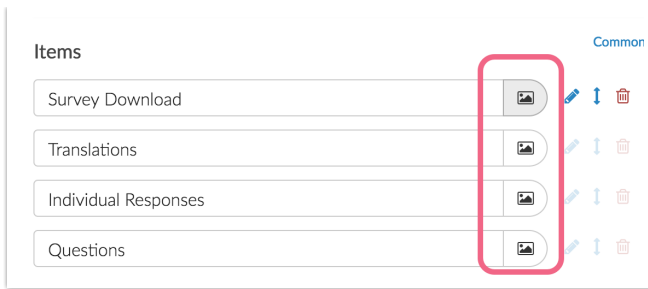 Items
Common
Survey Download
Translations
Individual Responses
Questions